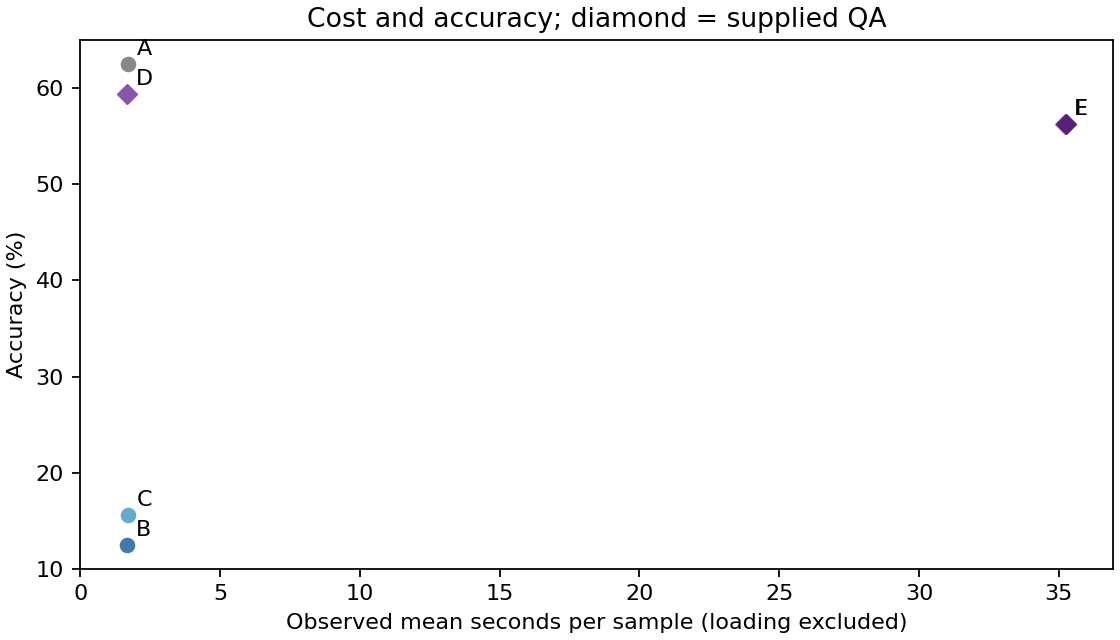 Cost and accuracy; diamond = supplied QA
A
D
E
60
50
40
30
20
10
C
B
Accuracy (%)
0
5
10
15
20
25
30
35
Observed mean seconds per sample (loading excluded)